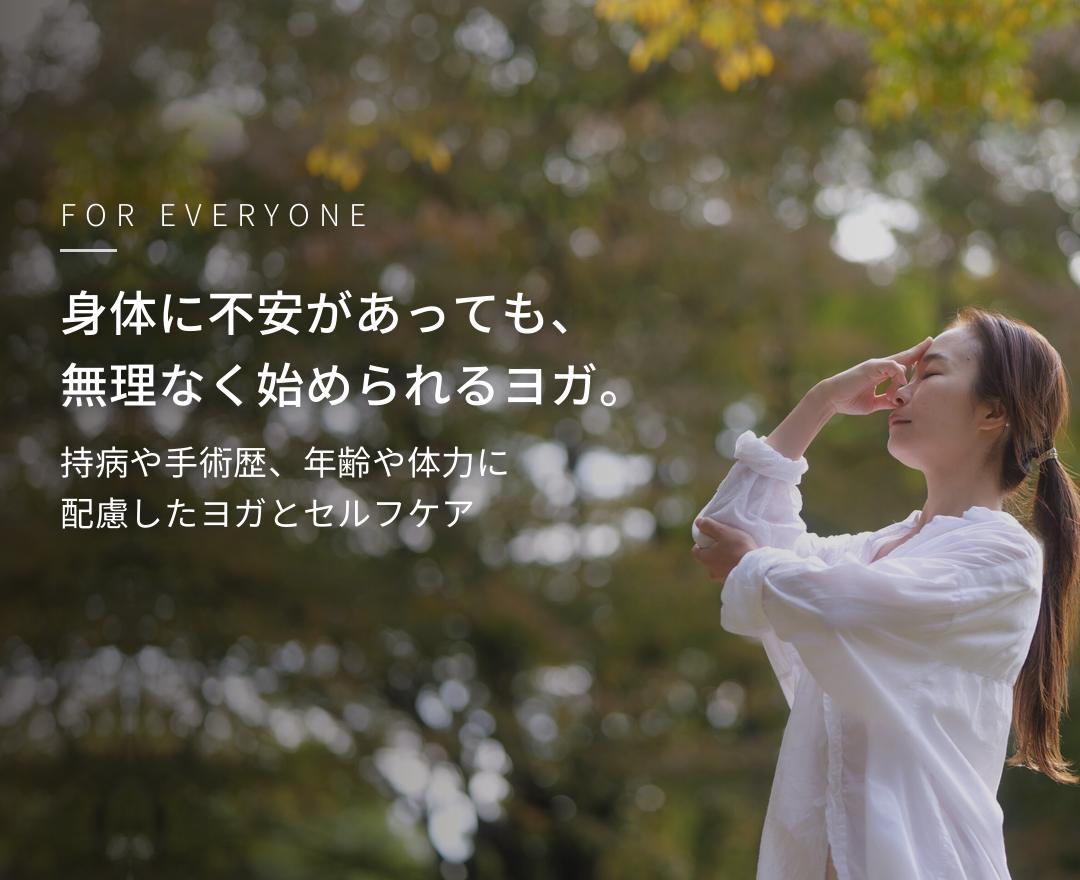 FOR EVERYONE
身体に不安があっても、
無理なく始められるヨガ。
持病や手術歴、年齢や体力に
配慮したヨガとセルフケア